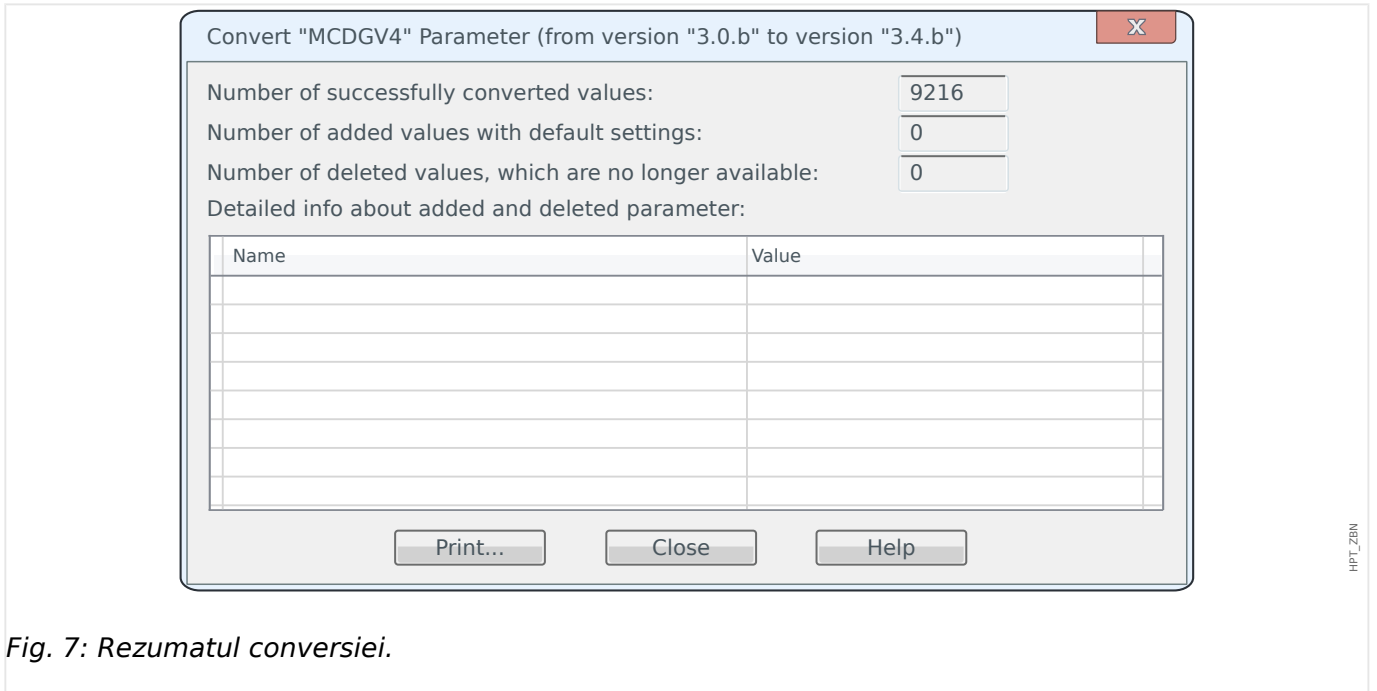 Convert "MCDGV4" Parameter (from version "3.0.b" to version "3.4.b")
X
Number of successfully converted values: 9216
Number of added values with default settings: 0
Number of deleted values, which are no longer available: 0
Detailed info about added and deleted parameter:
Name Value
Print... Close Help
HPT_ZBN
Fig. 7: Rezumatul conversiei.